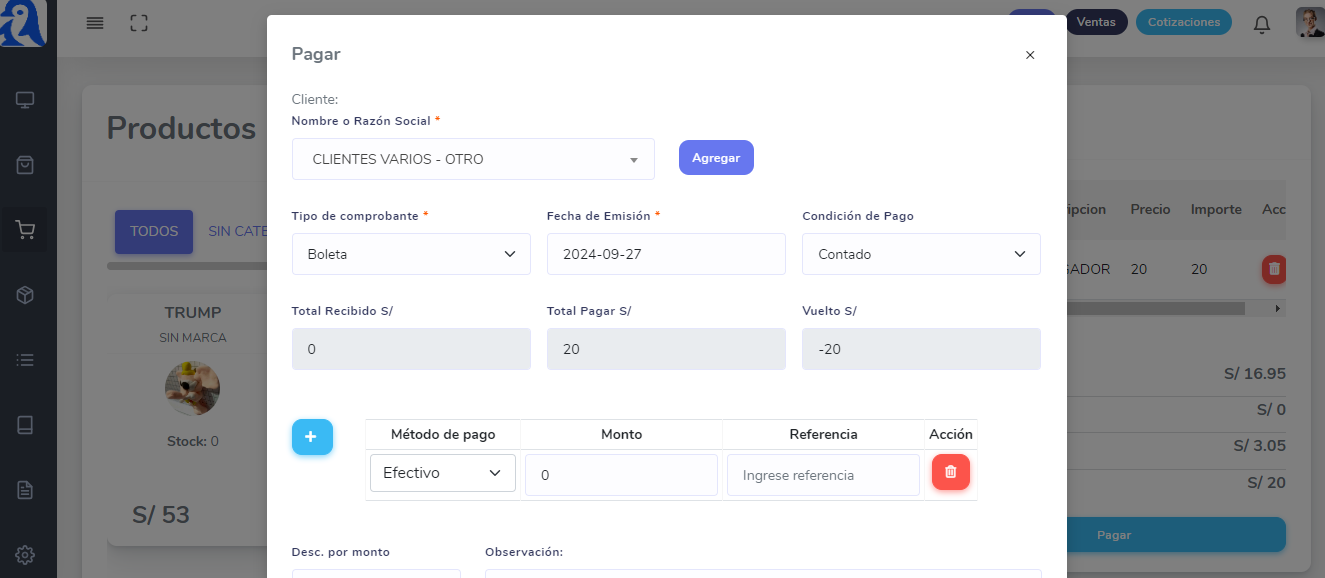 Ventas
Cotizaciones
Pagar
×
Cliente:
Nombre o Razón Social *
CLIENTES VARIOS - OTRO
Agregar
Tipo de comprobante *
Fecha de Emisión *
Condición de Pago
Boleta
2024-09-27
Contado
Total Recibido S/
Total Pagar S/
Vuelto S/
0
20
-20
+
Método de pago
Monto
Referencia
Acción
Efectivo
0
Ingrese referencia
Desc. por monto
Observación:
Productos
TODOS
SIN CATE
TRUMP
SIN MARCA
Stock: 0
S/ 53
ipcion
Precio
Importe
Acc
GADOR
20
20
S/ 16.95
S/ 0
S/ 3.05
S/ 20
Pagar